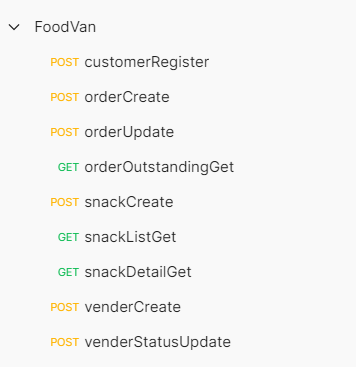 FoodVan
POST customerRegister
POST orderCreate
POST orderUpdate
GET orderOutstandingGet
POST snackCreate
GET snackListGet
GET snackDetailGet
POST venderCreate
POST venderStatusUpdate